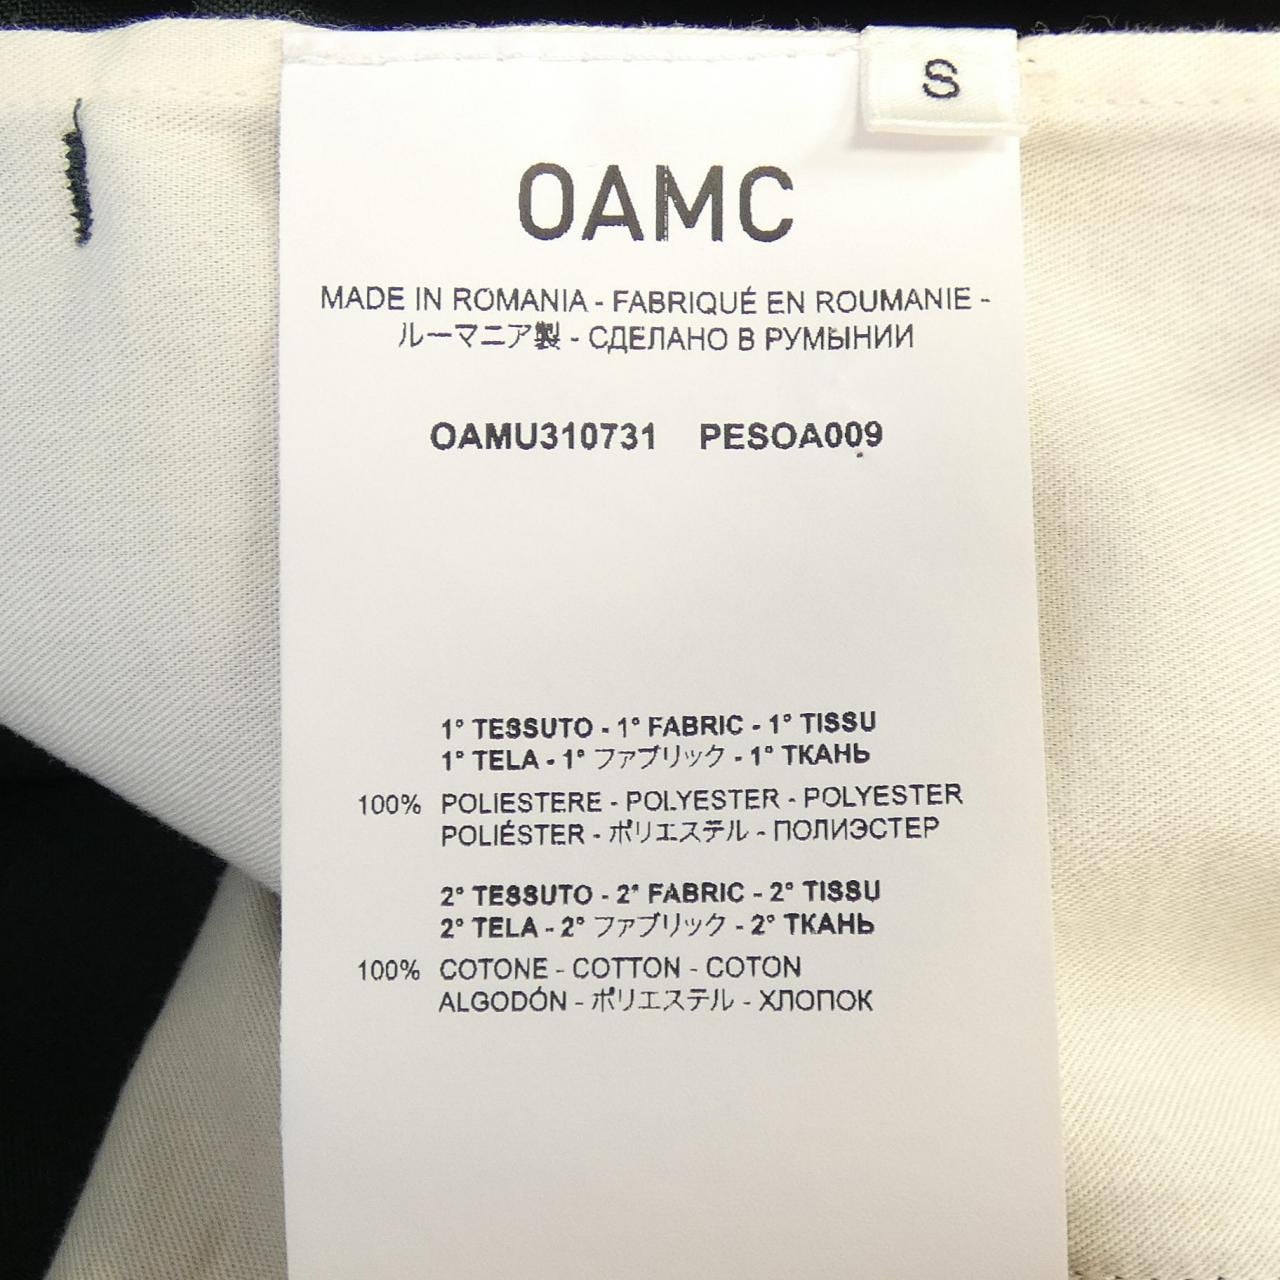 S
OAMC
MADE IN ROMANIA - FABRIQUÉ EN ROUMANIE -
ルーマニア製 - СДЕЛАНО В РУМЫНИИ
OAMU310731 PESOA009
1° TESSUTO - 1° FABRIC - 1° TISSU
1° TELA - 1° ファブリック - 1° ТКАНЬ
100% POLIESTERE - POLYESTER - POLYESTER
POLIÉSTER - ポリエステル - ПОЛИЭСТЕР
2° TESSUTO - 2° FABRIC - 2° TISSU
2° TELA - 2° ファブリック - 2° ТКАНЬ
100% COTONE - COTTON - COTON
ALGODÓN - ポリエステル - ХЛОПОК